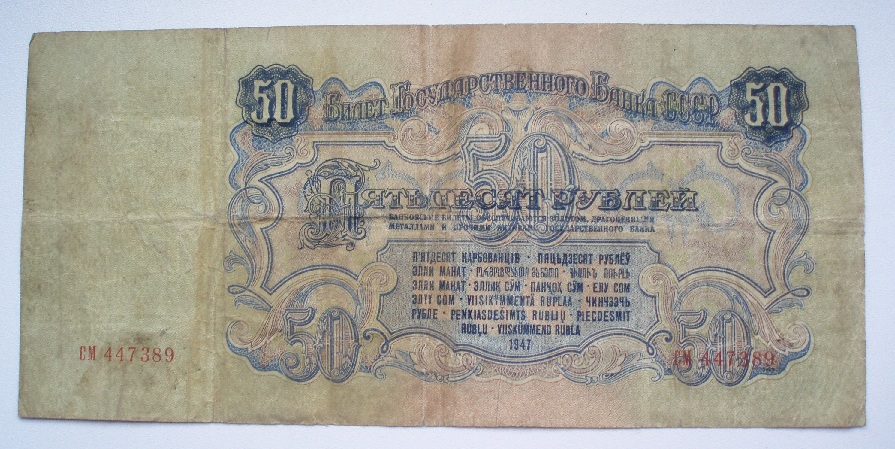 50 Билет Государственного Банка СССР 50
50
Пятьдесят рублей
БАНКОВСКИЕ БИЛЕТЫ ОБЕСПЕЧИВАЮТСЯ ЗОЛОТОМ, ДРАГОЦЕННЫМИ
МЕТАЛЛАМИ И ПРОЧИМИ АКТИВАМИ ГОСУДАРСТВЕННОГО БАНКА
П'ЯТДЕСЯТ КАРБОВАНЦІВ · ПЯЦЬДЗЕСЯТ РУБЛЁЎ
ЭЛЛИ МАНАТ
ЭЛЛИ МАНАТ · ЭЛЛИК СЎМ · ПАНҶОҲ СӮМ · ЕЛУ СОМ
ЭЛҮҮ СОМ · VIISIKYMMENTÄ RUPLAA · ЧИНЧЗЭЧЬ
РУБЛЕ · PENKIASDEŠIMTS RUBLIŲ · PIECDESMIT
RUBĻU · VIISKÜMMEND RUBLA
1947
50 50
СМ 447389 СМ 447389